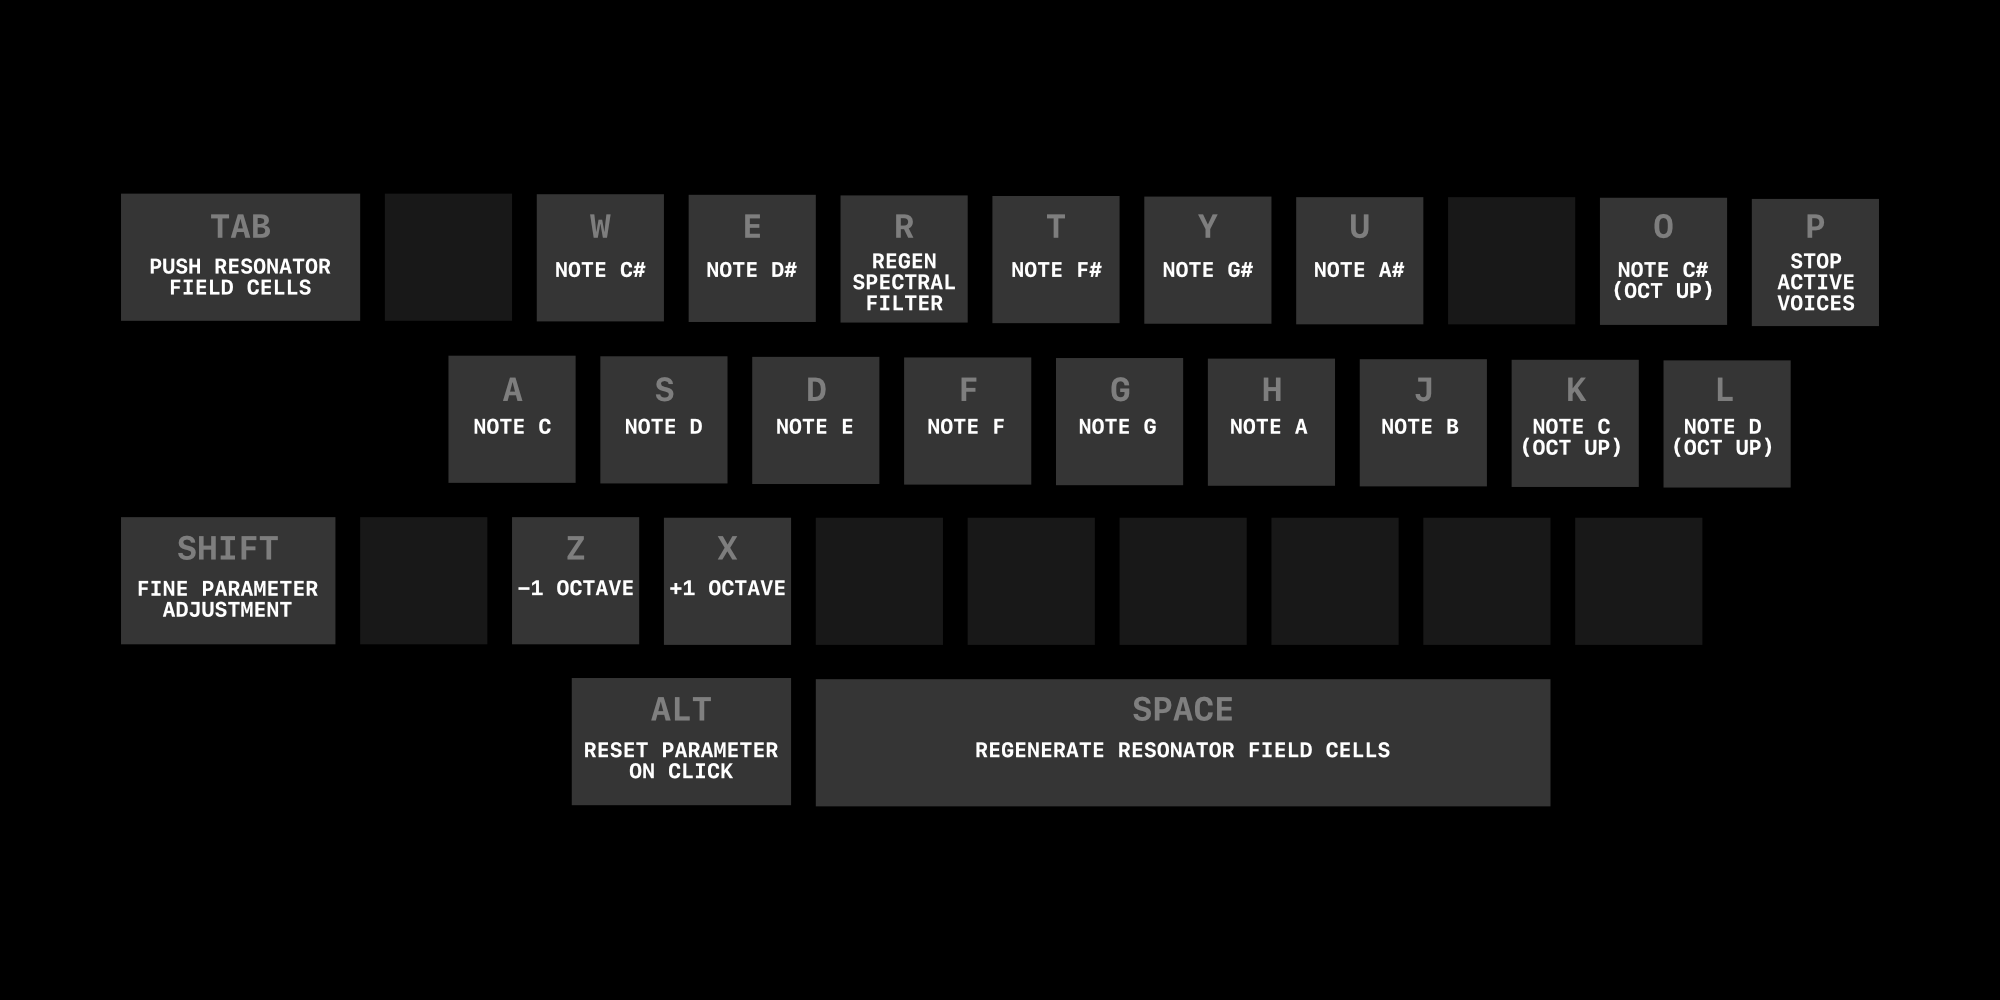 TAB
PUSH RESONATOR
FIELD CELLS
W
NOTE C#
E
NOTE D#
R
REGEN
SPECTRAL
FILTER
T
NOTE F#
Y
NOTE G#
U
NOTE A#
O
NOTE C#
(OCT UP)
P
STOP
ACTIVE
VOICES
A
NOTE C
S
NOTE D
D
NOTE E
F
NOTE F
G
NOTE G
H
NOTE A
J
NOTE B
K
NOTE C
(OCT UP)
L
NOTE D
(OCT UP)
SHIFT
FINE PARAMETER
ADJUSTMENT
Z
−1 OCTAVE
X
+1 OCTAVE
ALT
RESET PARAMETER
ON CLICK
SPACE
REGENERATE RESONATOR FIELD CELLS